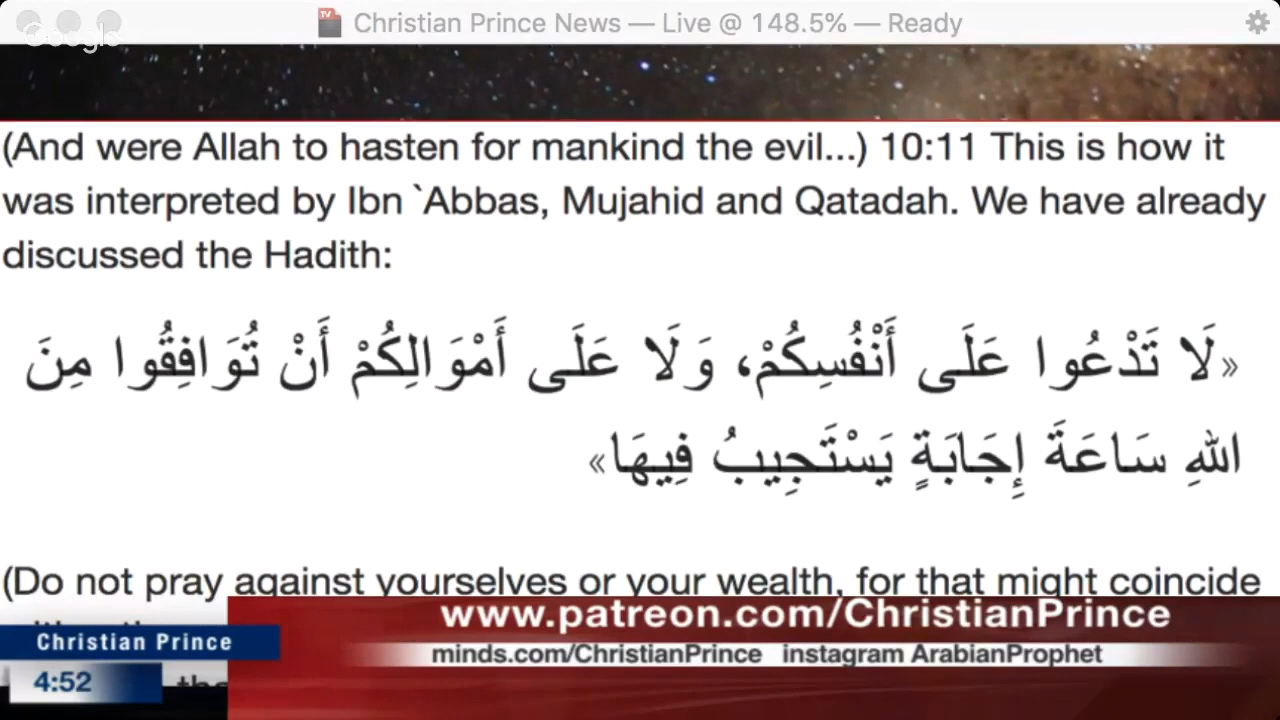 TV
Christian Prince News — Live @ 148.5% — Ready
Google
(And were Allah to hasten for mankind the evil...) 10:11 This is how it
was interpreted by Ibn `Abbas, Mujahid and Qatadah. We have already
discussed the Hadith:
«لَا تَدْعُوا عَلَى أَنْفُسِكُمْ، وَلَا عَلَى أَمْوَالِكُمْ أَنْ تُوَافِقُوا مِنَ
اللهِ سَاعَةَ إِجَابَةٍ يَسْتَجِيبُ فِيهَا»
(Do not pray against yourselves or your wealth, for that might coincide
www.patreon.com/ChristianPrince
Christian Prince
minds.com/ChristianPrince instagram ArabianProphet
4:52